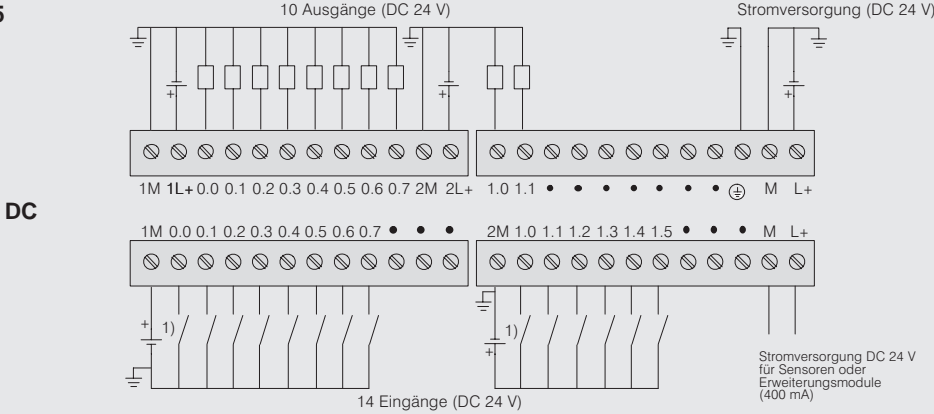 5
10 Ausgänge (DC 24 V)
Stromversorgung (DC 24 V)
+ + +
1M 1L+ 0.0 0.1 0.2 0.3 0.4 0.5 0.6 0.7 2M 2L+ 1.0 1.1 • • • • • • • M L+
DC
1M 0.0 0.1 0.2 0.3 0.4 0.5 0.6 0.7 • • • 2M 1.0 1.1 1.2 1.3 1.4 1.5 • • • M L+
+ 1) 1)
+
Stromversorgung DC 24 V
für Sensoren oder
Erweiterungsmodule
(400 mA)
14 Eingänge (DC 24 V)